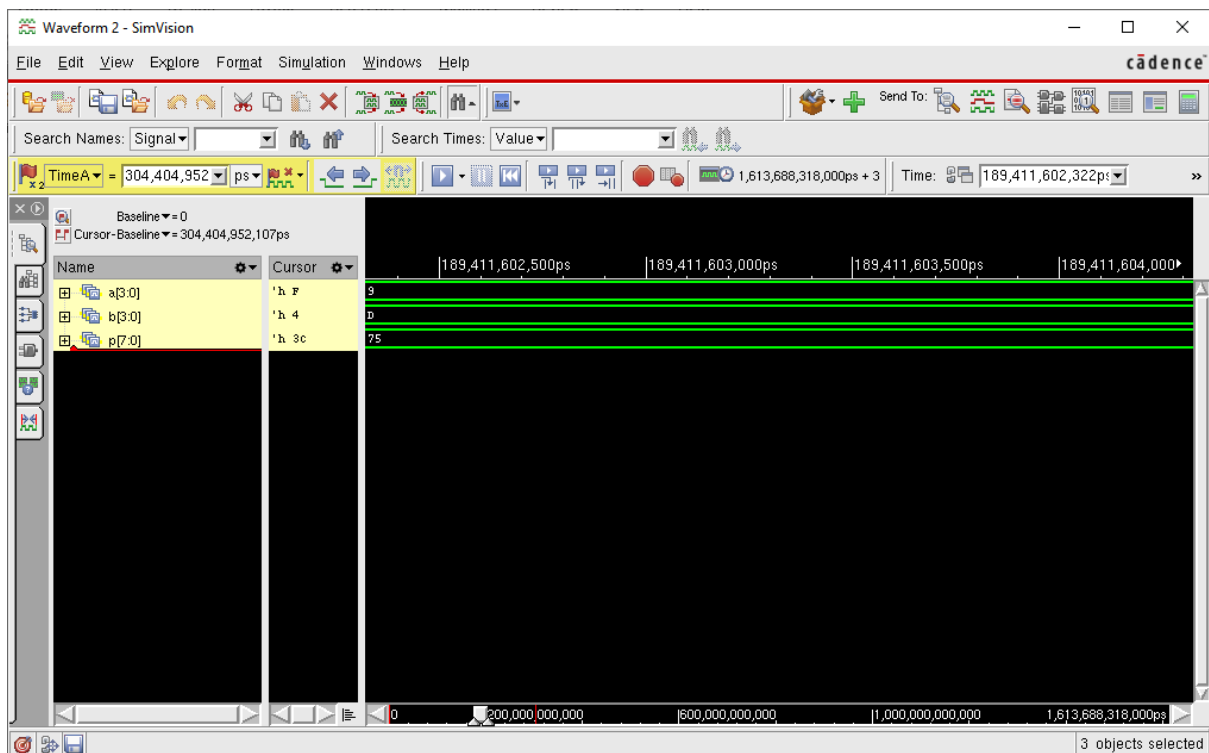 Waveform 2 - SimVision
File Edit View Explore Format Simulation Windows Help cādence
Send To:
Search Names: Signal Search Times: Value
x2 TimeA = 304,404,952 ps 1,613,688,318,000ps + 3 Time: 189,411,602,322ps »
Baseline = 0
Cursor-Baseline = 304,404,952,107ps
Name Cursor 189,411,602,500ps 189,411,603,000ps 189,411,603,500ps 189,411,604,000
a[3:0] 'h F 9
b[3:0] 'h 4 D
p[7:0] 'h 3C 75
0 200,000,000,000 600,000,000,000 1,000,000,000,000 1,613,688,318,000ps
3 objects selected